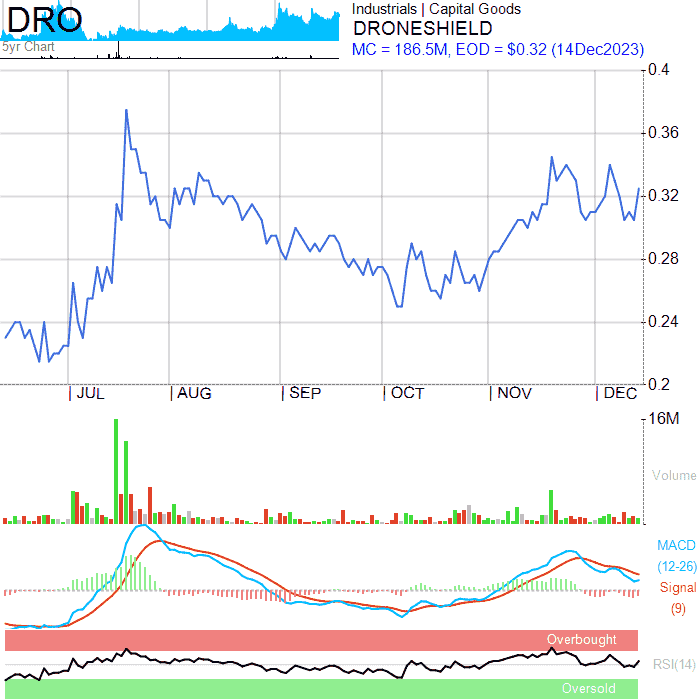 DRO
5yr Chart
Industrials | Capital Goods
DRONESHIELD
MC = 186.5M, EOD = $0.32 (14Dec2023)
0.4
0.36
0.32
0.28
0.24
0.2
JUL AUG SEP OCT NOV DEC
16M
Volume
MACD
(12-26)
Signal
(9)
Overbought
RSI(14)
Oversold